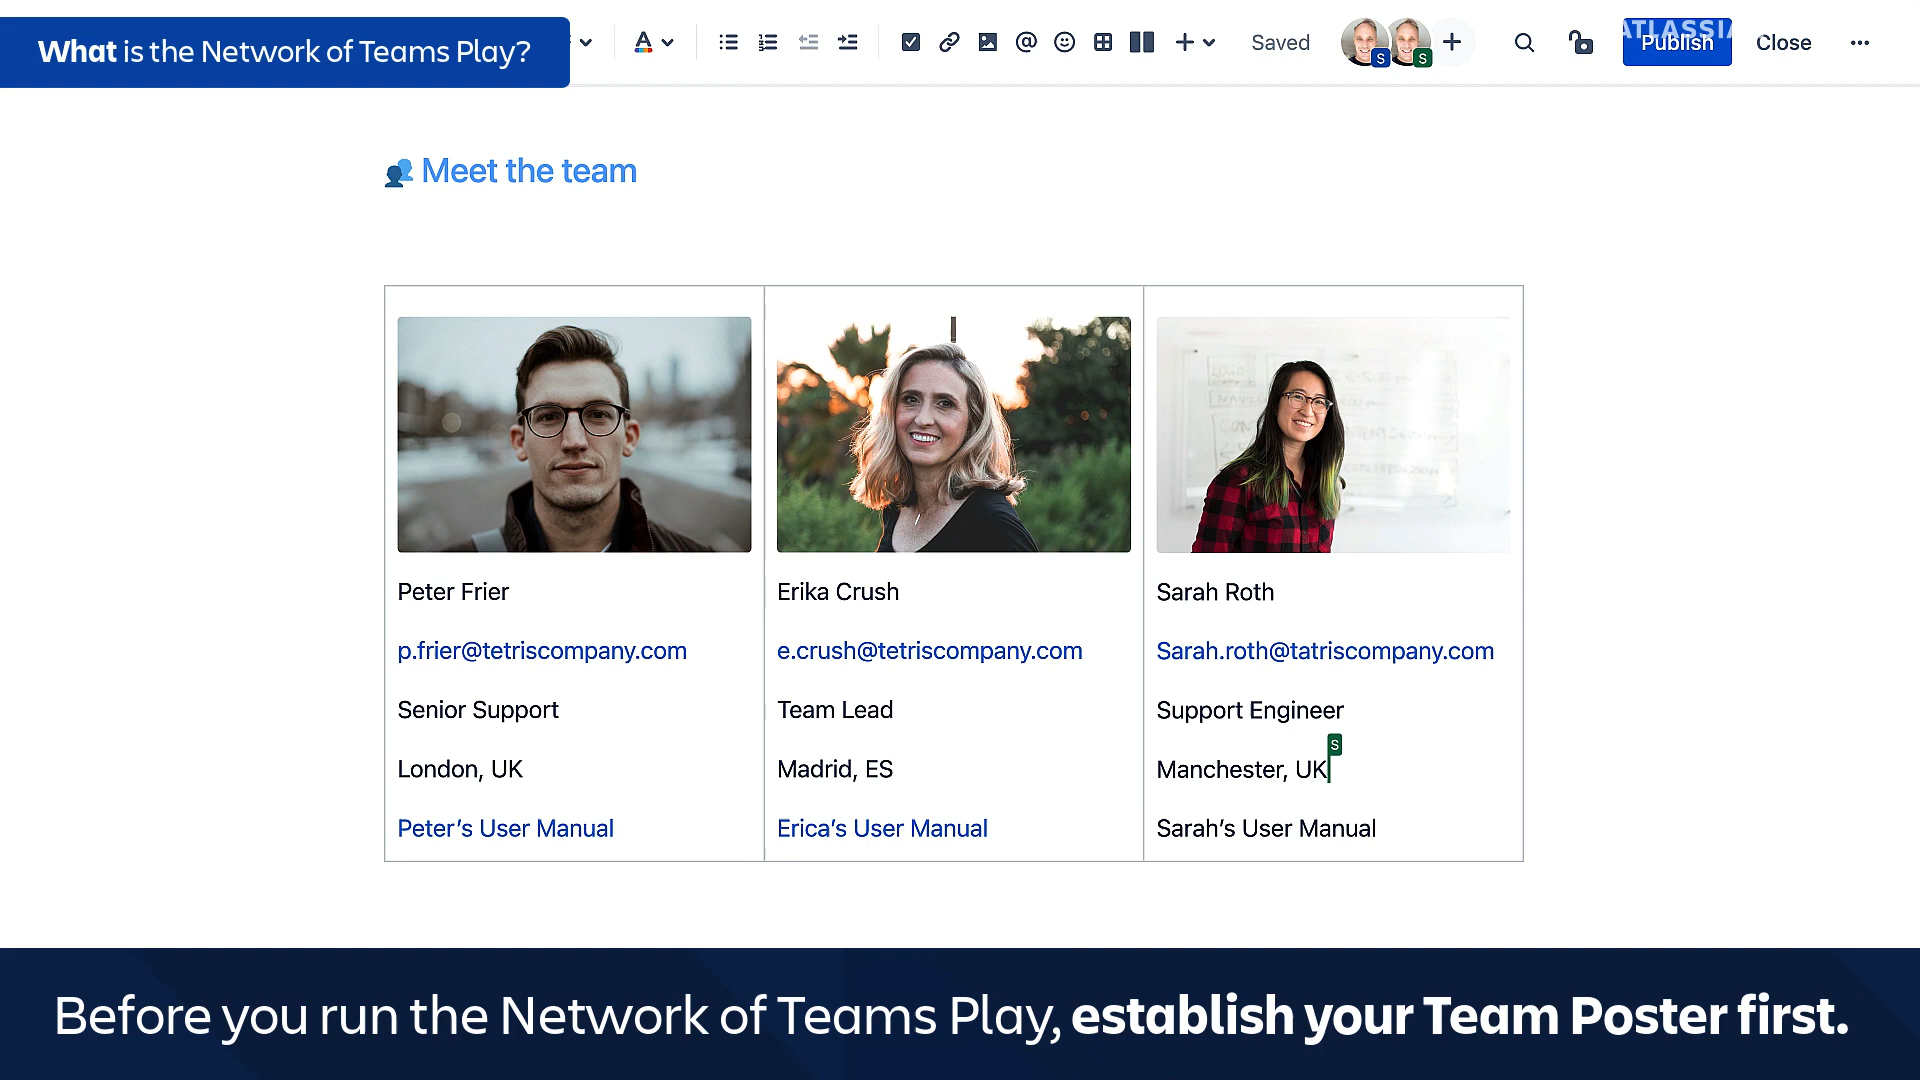 What is the Network of Teams Play?
A
Saved
S
S
ATLASSIA
Publish
Close
Meet the team
Peter Frier
p.frier@tetriscompany.com
Senior Support
London, UK
Peter’s User Manual
Erika Crush
e.crush@tetriscompany.com
Team Lead
Madrid, ES
Erica’s User Manual
Sarah Roth
Sarah.roth@tatriscompany.com
Support Engineer
S
Manchester, UK
Sarah’s User Manual
Before you run the Network of Teams Play, establish your Team Poster first.